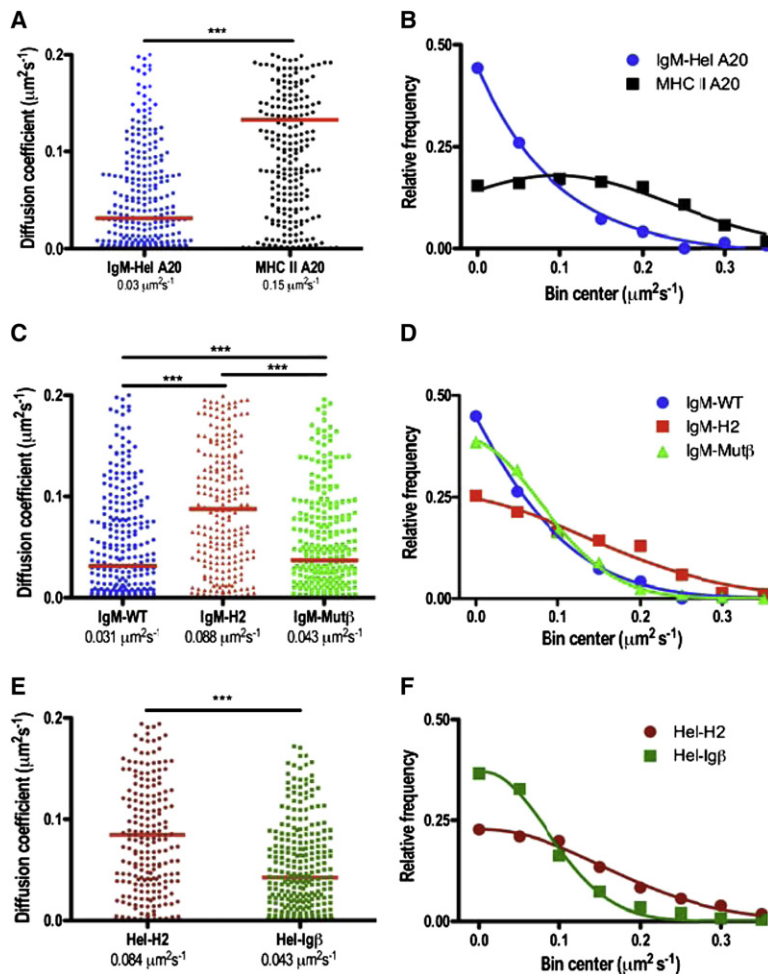 A
***
Diffusion coefficient (μm²s⁻¹)
0.2
0.1
0.0
IgM-Hel A20
0.03 μm²s⁻¹
MHC II A20
0.15 μm²s⁻¹
B
Relative frequency
0.50
0.25
0.00
IgM-Hel A20
MHC II A20
0.0
0.1
0.2
0.3
Bin center (μm²s⁻¹)
C
***
***
***
Diffusion coefficient (μm²s⁻¹)
0.2
0.1
0.0
IgM-WT
0.031 μm²s⁻¹
IgM-H2
0.088 μm²s⁻¹
IgM-Mutβ
0.043 μm²s⁻¹
D
Relative frequency
0.50
0.25
0.00
IgM-WT
IgM-H2
IgM-Mutβ
0.0
0.1
0.2
0.3
Bin center (μm²s⁻¹)
E
***
Diffusion coefficient (μm²s⁻¹)
0.2
0.1
0.0
Hel-H2
0.084 μm²s⁻¹
Hel-Igβ
0.043 μm²s⁻¹
F
Relative frequency
0.50
0.25
0.00
Hel-H2
Hel-Igβ
0.0
0.1
0.2
0.3
Bin center (μm²s⁻¹)